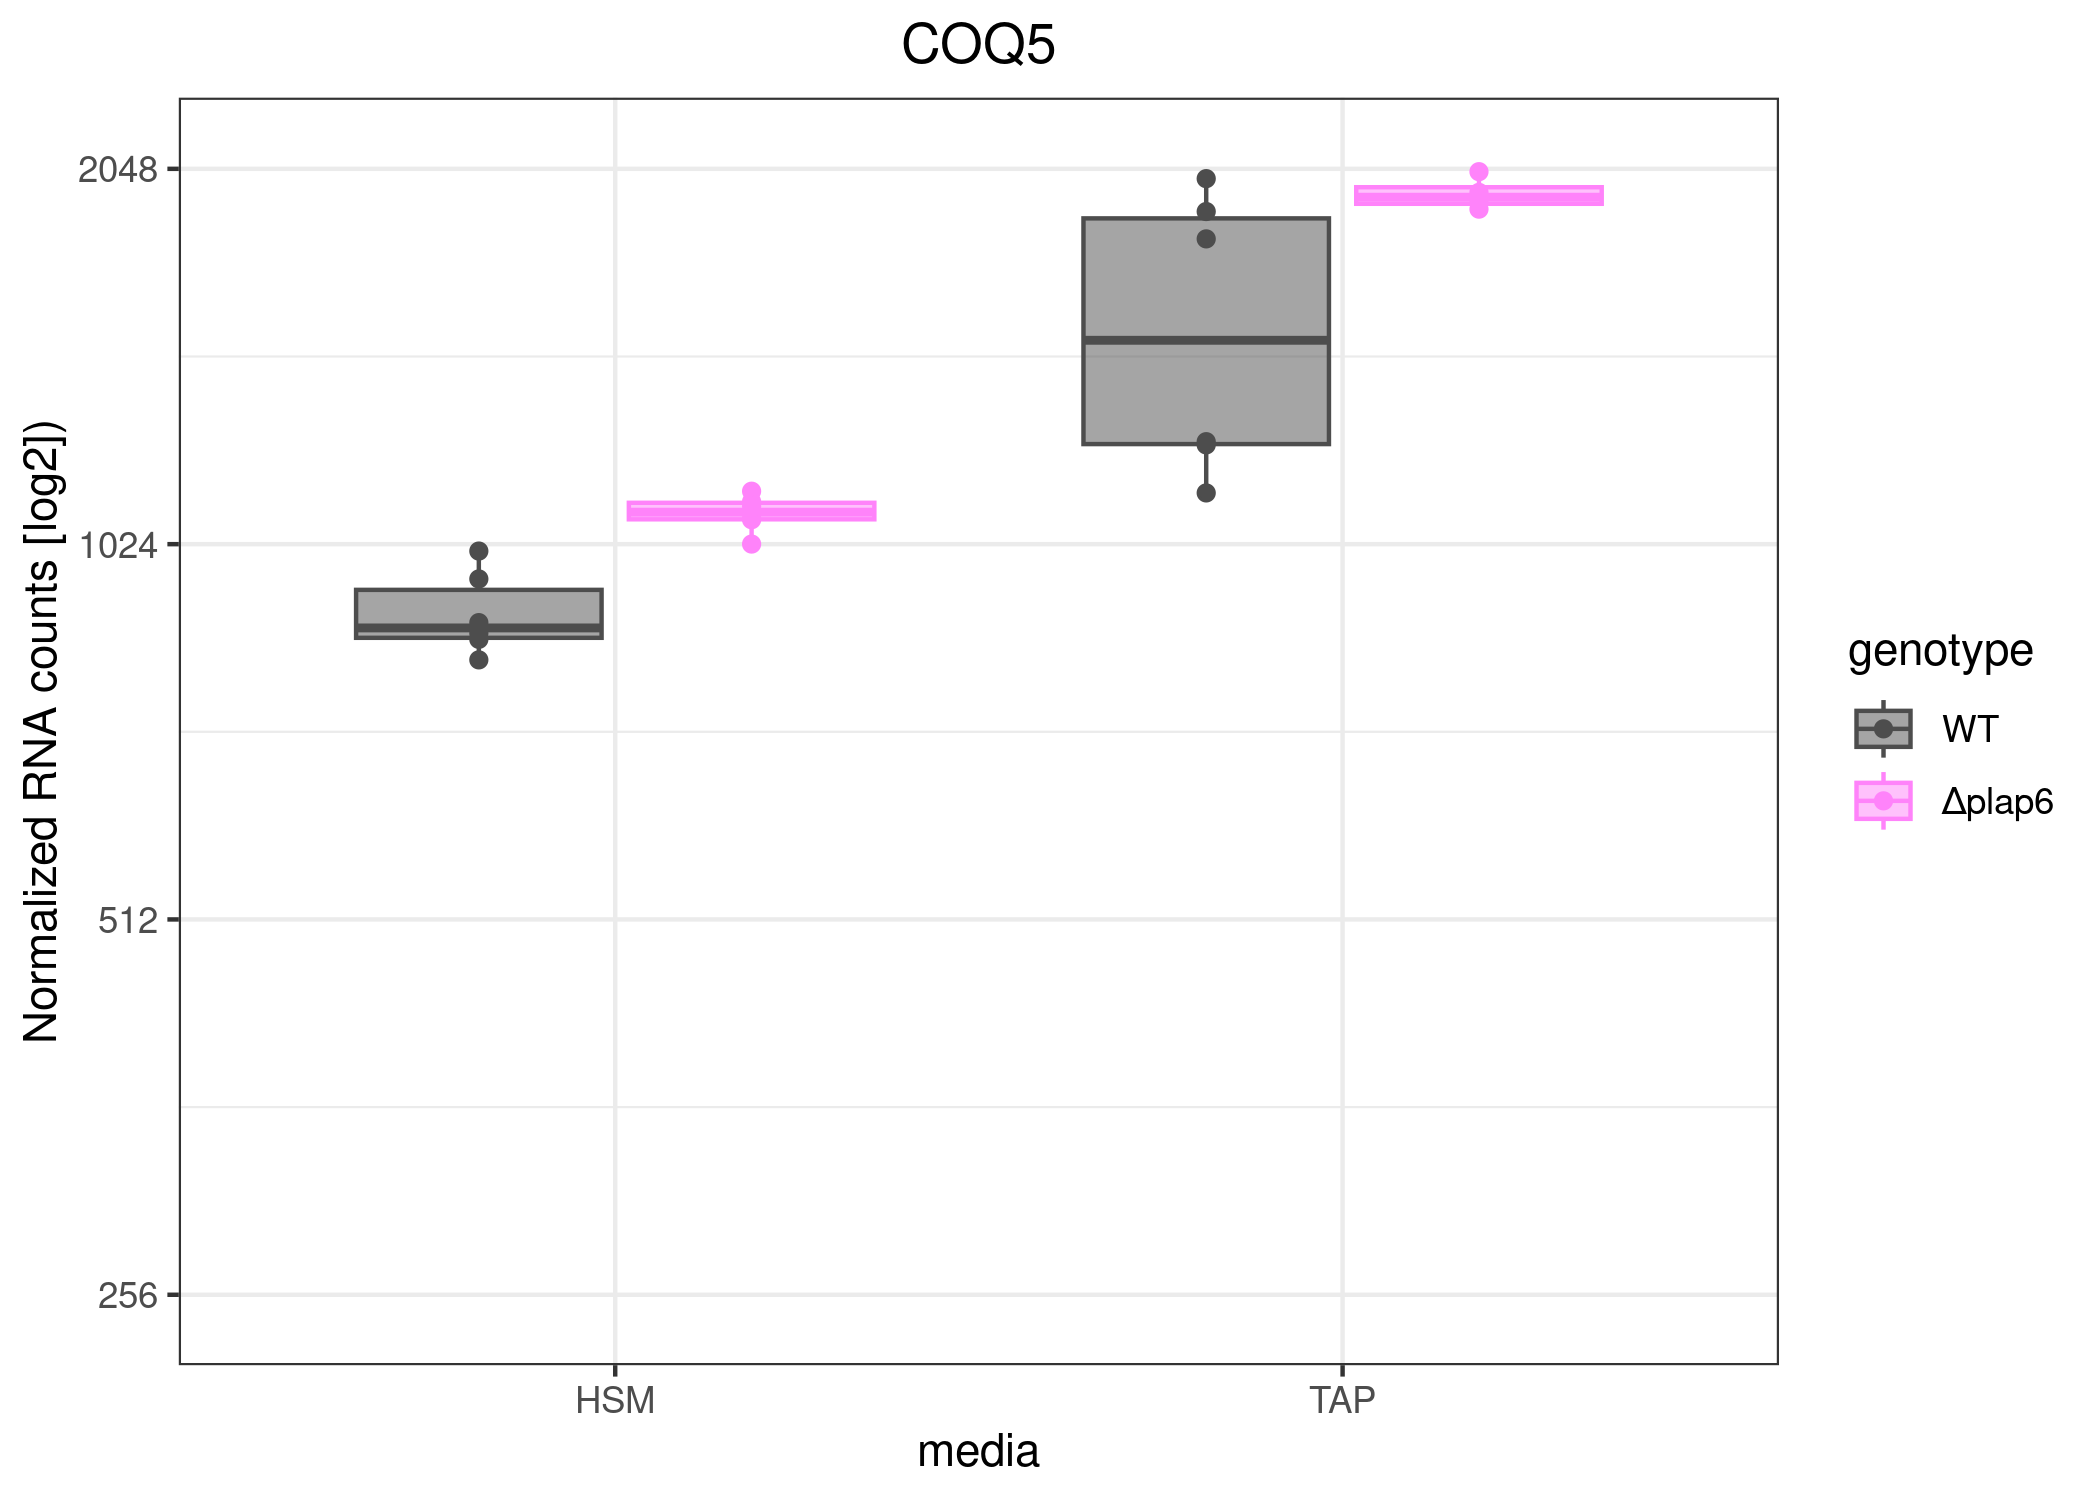 COQ5
Normalized RNA counts [log2])
2048
1024
512
256
HSM
TAP
media
genotype
WT
Δplap6